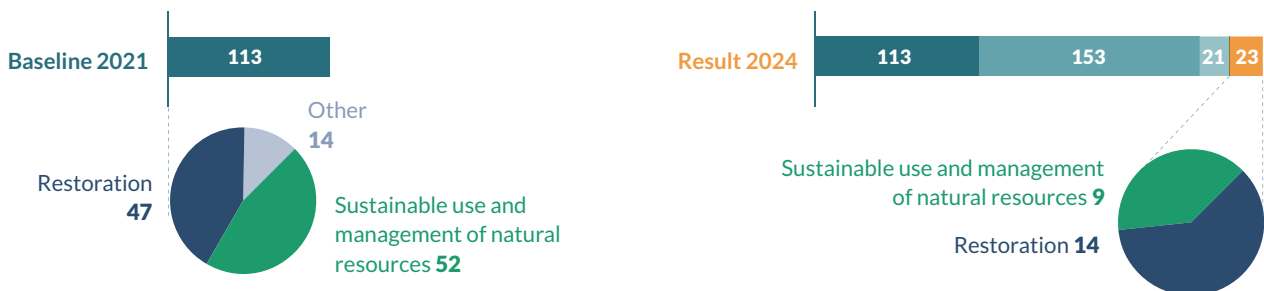 Baseline 2021
113
Other
14
Restoration
47
Sustainable use and
management of natural
resources 52
Result 2024
113
153
21
23
Sustainable use and management
of natural resources 9
Restoration 14